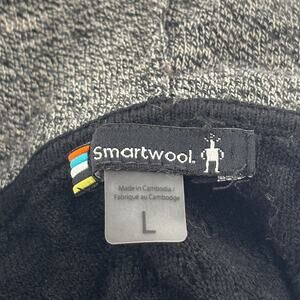 smartwool.
Made in Cambodia /
Fabriqué au Cambodge
L